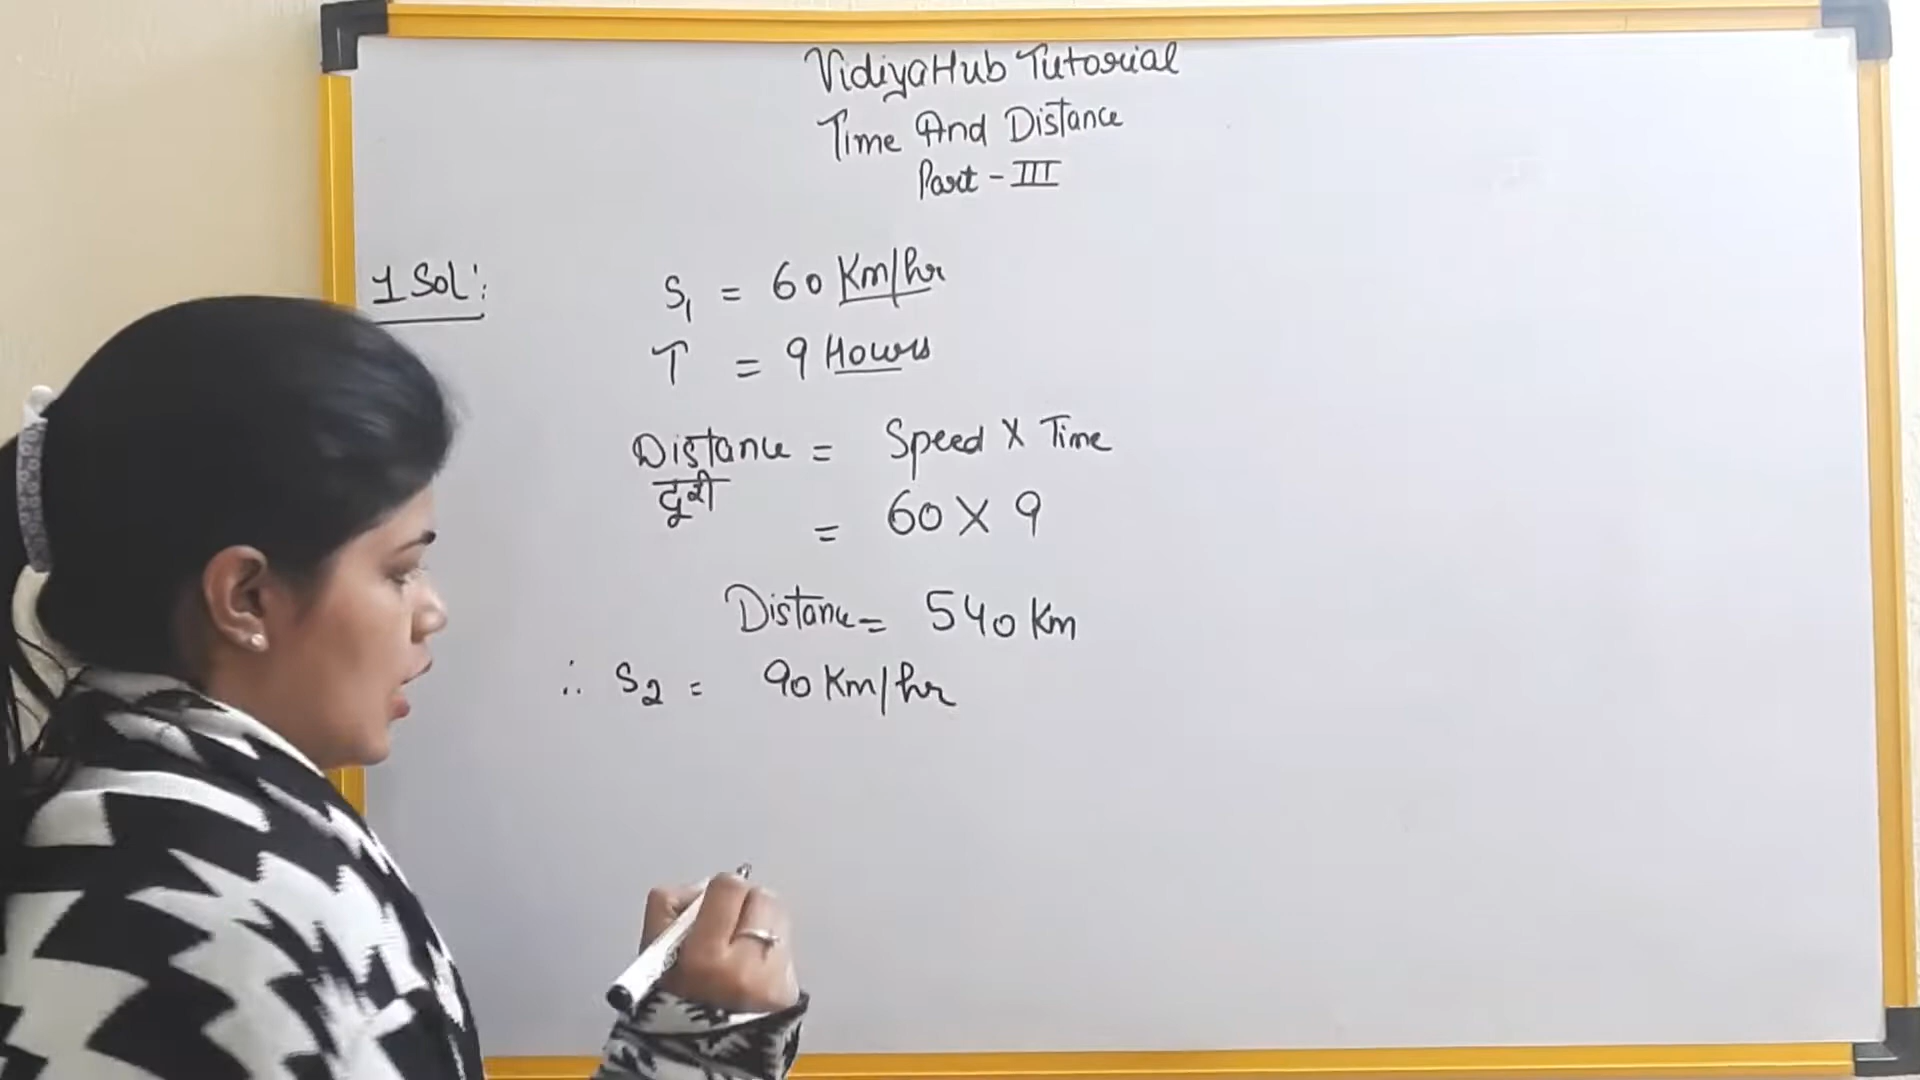 VidiyaHub Tutorial
Time And Distance
Part - III
1 Sol:
S₁ = 60 Km/hr
T = 9 Hours
Distance = Speed X Time
दूरी
= 60 X 9
Distance = 540 Km
∴ S₂ = 90 Km/hr